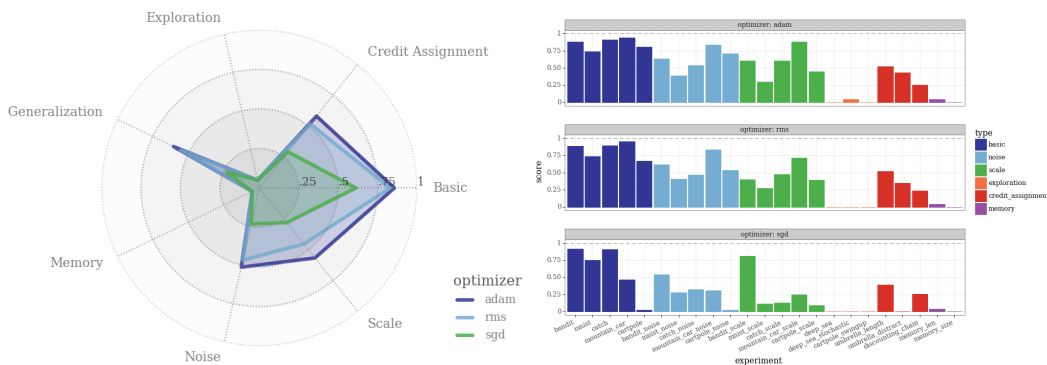 Exploration
Credit Assignment
Generalization
.25
.5
.75
1
Basic
Memory
Scale
Noise
optimizer
adam
rms
sgd
optimizer: adam
1
0.75
0.50
0.25
0
optimizer: rms
1
0.75
0.50
0.25
0
optimizer: sgd
1
0.75
0.50
0.25
0
score
bandit
mnist
catch
mountain_car
cartpole
bandit_noise
mnist_noise
catch_noise
mountain_car_noise
cartpole_noise
bandit_scale
mnist_scale
catch_scale
mountain_car_scale
cartpole_scale
deep_sea
deep_sea_stochastic
cartpole_swingup
umbrella_length
umbrella_distract
discounting_chain
memory_len
memory_size
experiment
type
basic
noise
scale
exploration
credit_assignment
memory